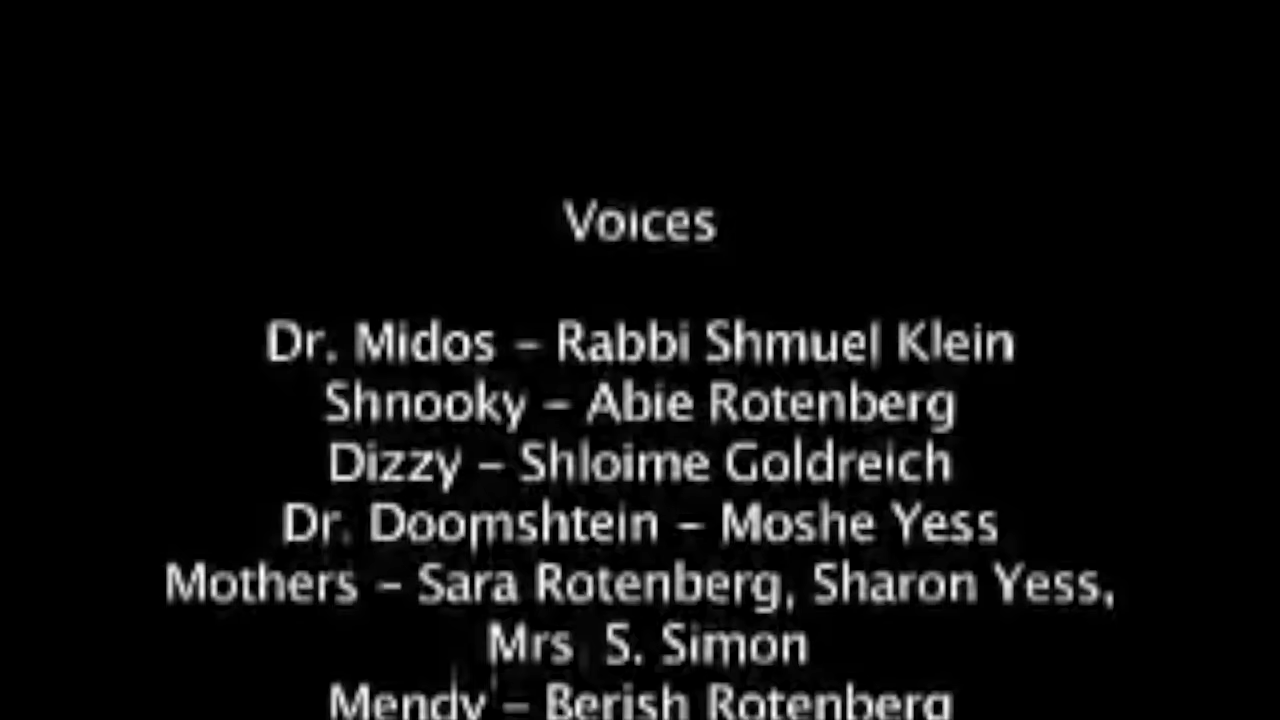 Voices
Dr. Midos – Rabbi Shmuel Klein
Shnooky – Abie Rotenberg
Dizzy – Shloime Goldreich
Dr. Doomshtein – Moshe Yess
Mothers – Sara Rotenberg, Sharon Yess,
Mrs S. Simon
Mendy – Berish Rotenberg